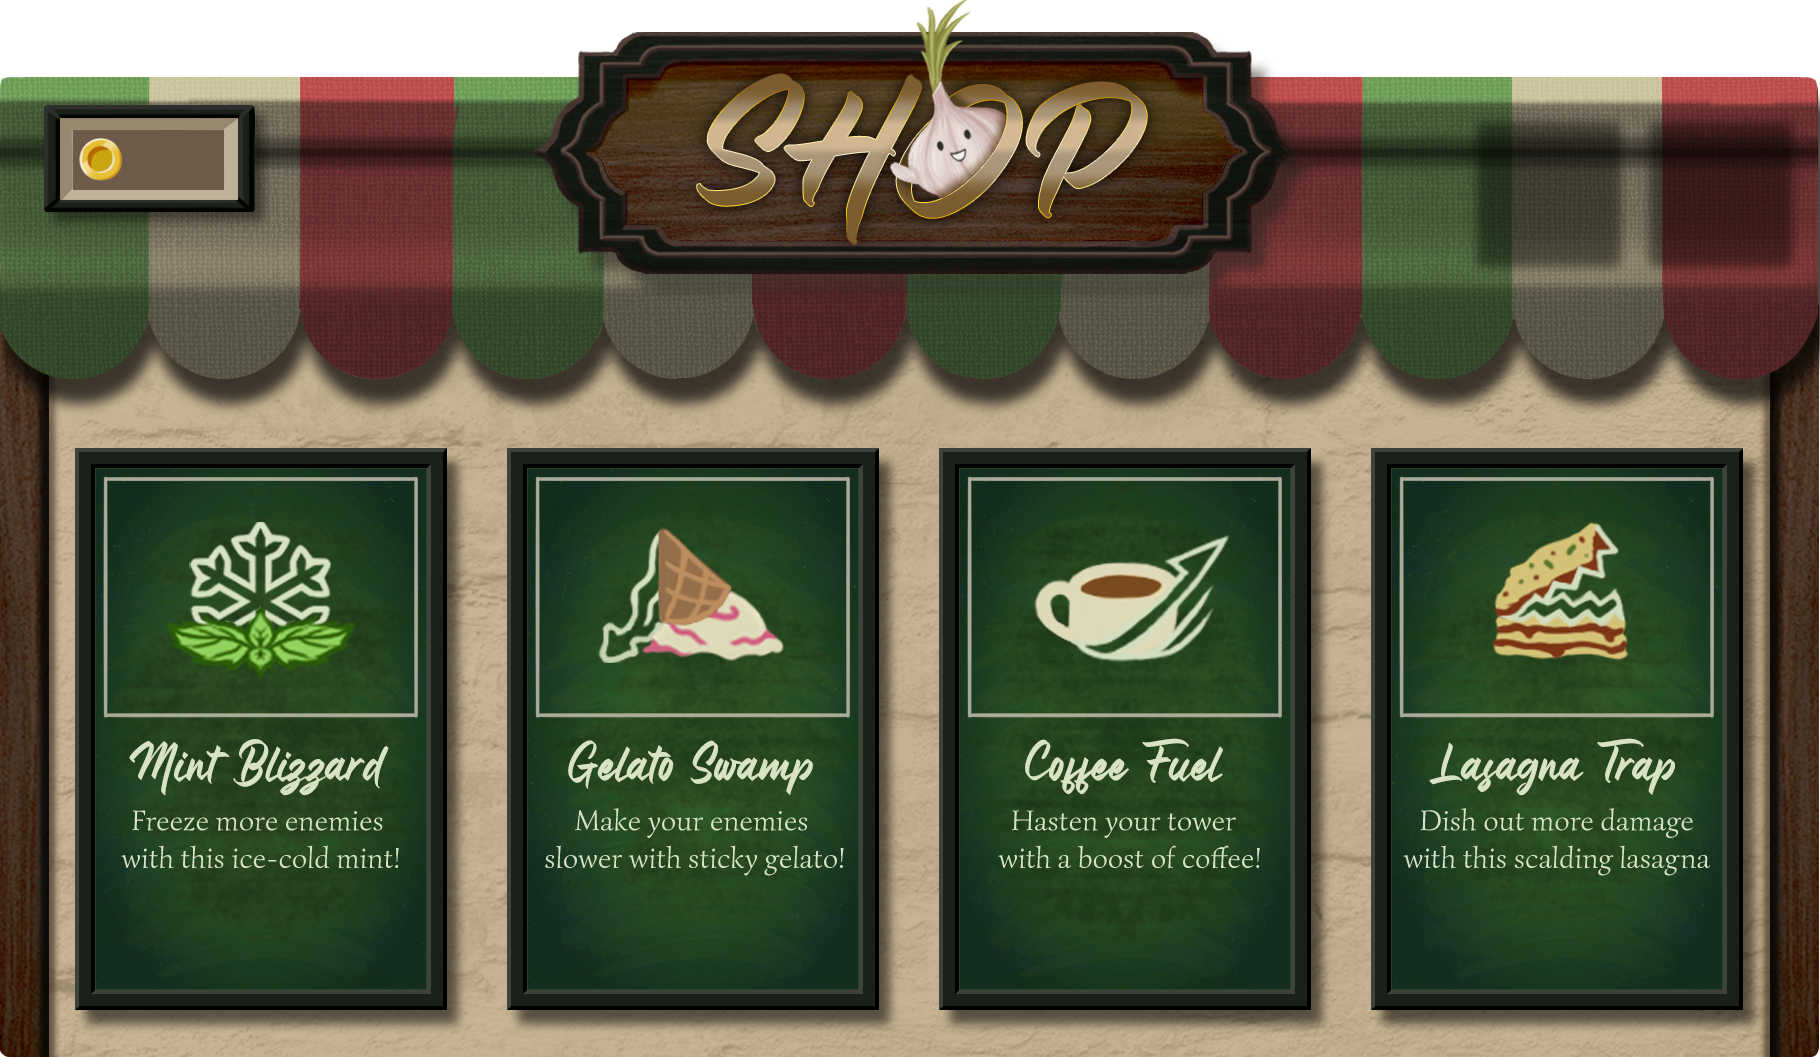 SHOP
Mint Blizzard
Freeze more enemies
with this ice-cold mint!
Gelato Swamp
Make your enemies
slower with sticky gelato!
Coffee Fuel
Hasten your tower
with a boost of coffee!
Lasagna Trap
Dish out more damage
with this scalding lasagna